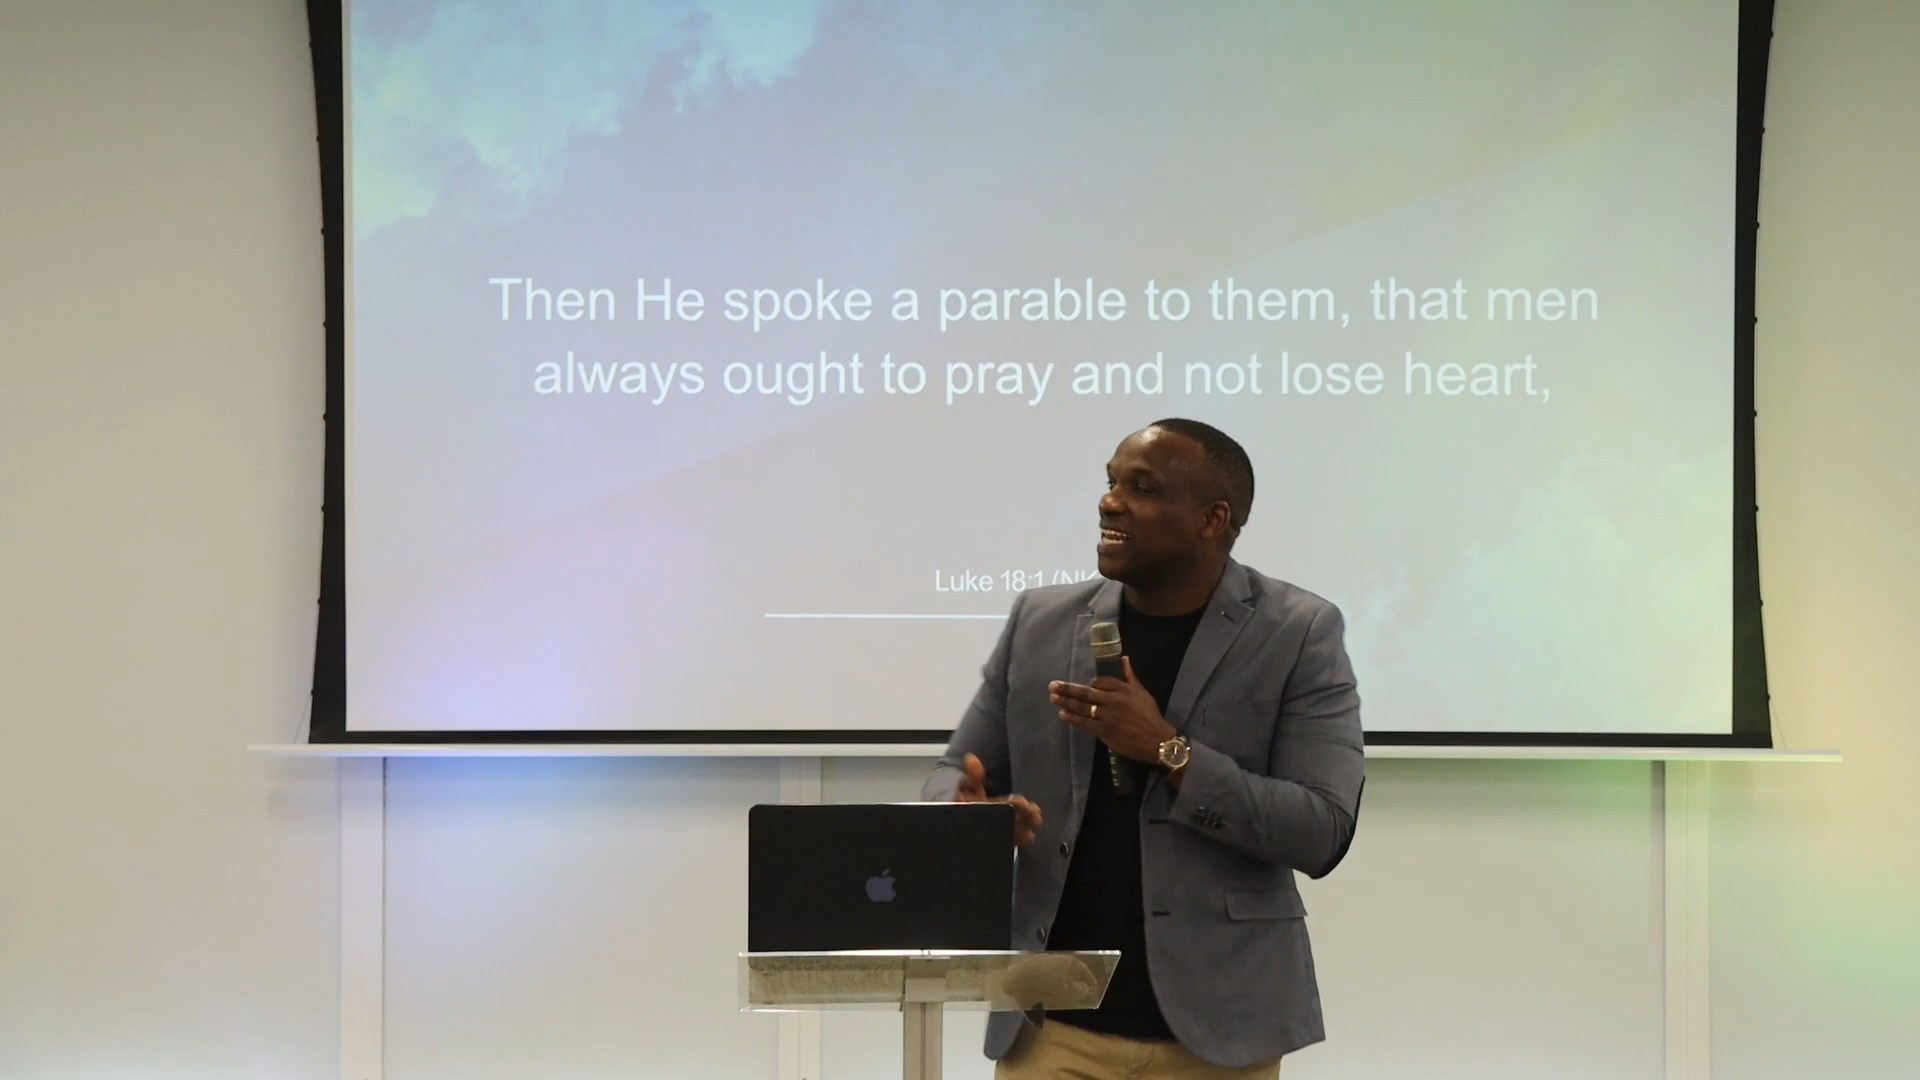 Then He spoke a parable to them, that men
always ought to pray and not lose heart,
Luke 18:1